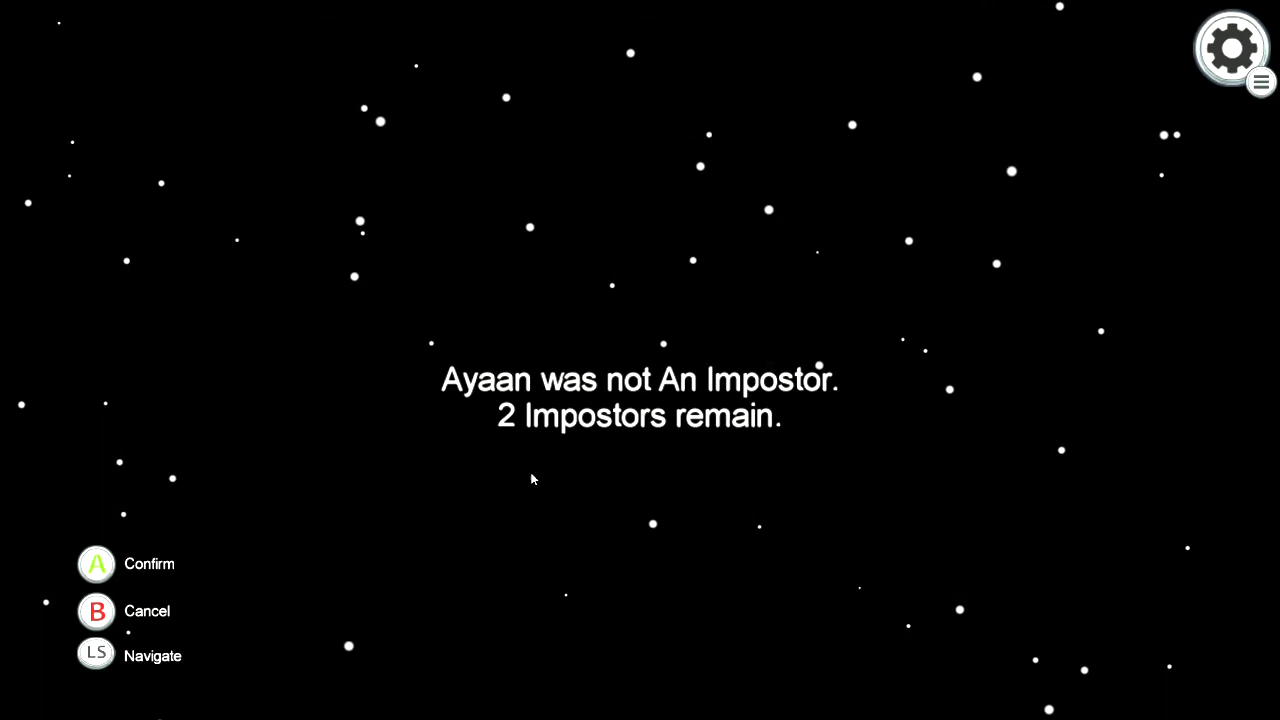 Ayaan was not An Impostor.
2 Impostors remain.
A Confirm
B Cancel
LS Navigate